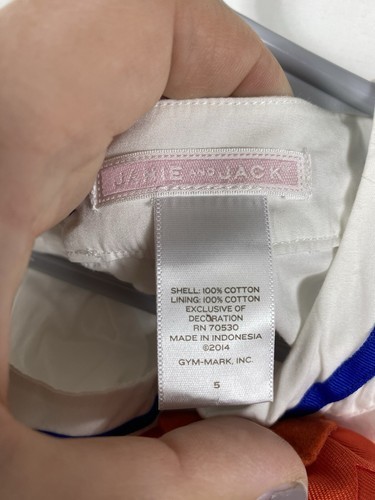 JANIE AND JACK
SHELL: 100% COTTON
LINING: 100% COTTON
EXCLUSIVE OF
DECORATION
RN 70530
MADE IN INDONESIA
©2014
GYM-MARK, INC.
5